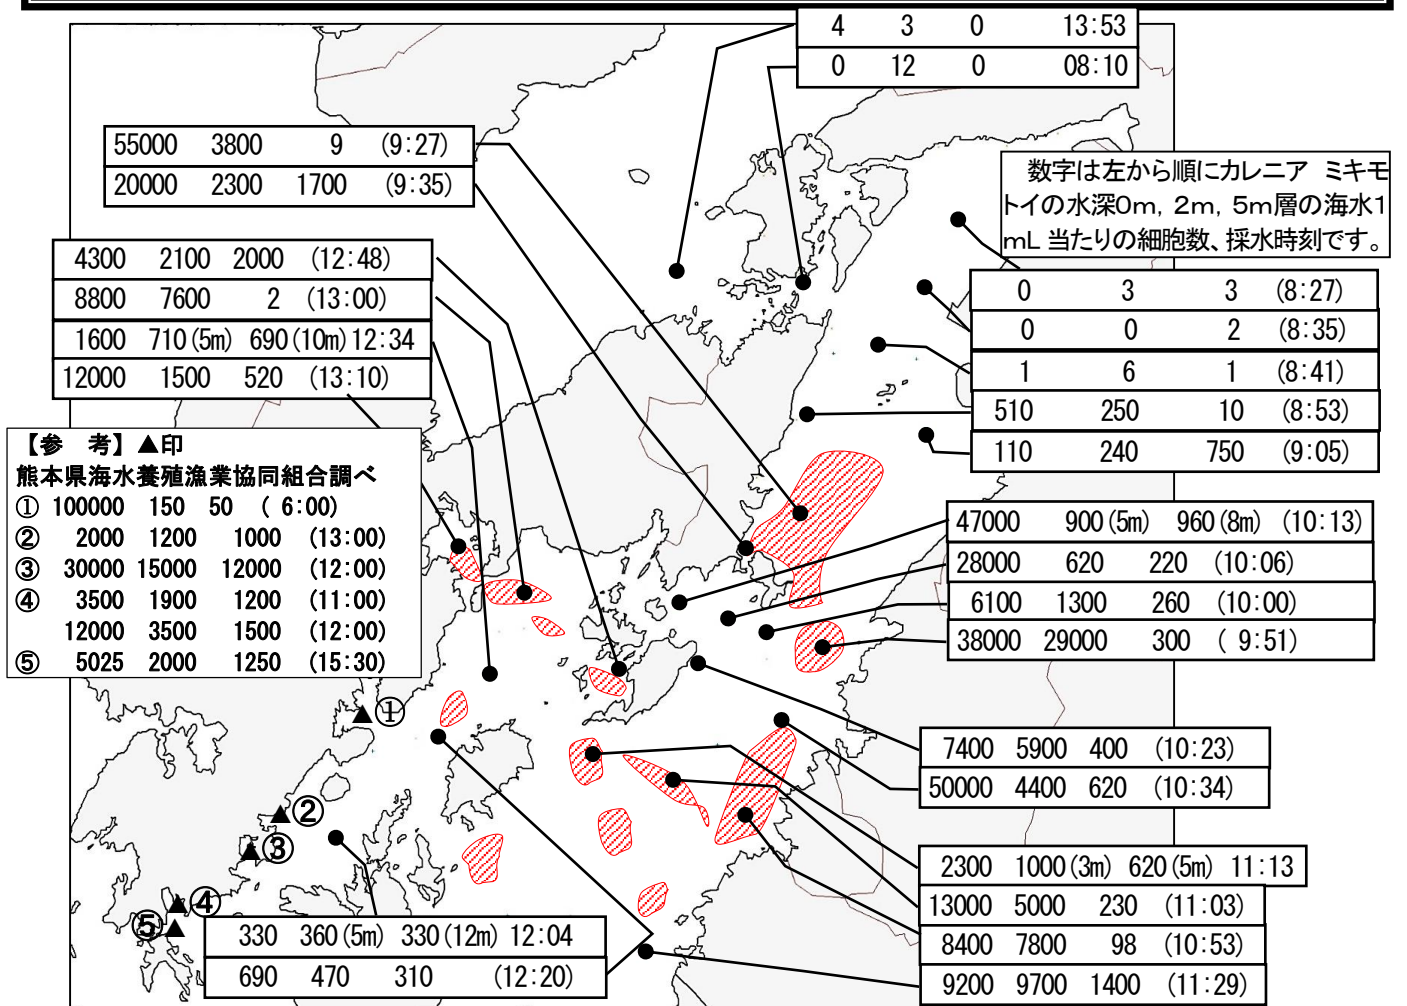 4 3 0 13:53
0 12 0 08:10
55000 3800 9 (9:27)
20000 2300 1700 (9:35)
数字は左から順にカレニア ミキモ
トイの水深0m, 2m, 5m層の海水1
mL 当たりの細胞数、採水時刻です。
4300 2100 2000 (12:48)
8800 7600 2 (13:00)
1600 710(5m) 690(10m)12:34
12000 1500 520 (13:10)
0 3 3 (8:27)
0 0 2 (8:35)
1 6 1 (8:41)
510 250 10 (8:53)
110 240 750 (9:05)
【参 考】▲印
熊本県海水養殖漁業協同組合調べ
① 100000 150 50 ( 6:00)
② 2000 1200 1000 (13:00)
③ 30000 15000 12000 (12:00)
④ 3500 1900 1200 (11:00)
12000 3500 1500 (12:00)
⑤ 5025 2000 1250 (15:30)
47000 900(5m) 960(8m) (10:13)
28000 620 220 (10:06)
6100 1300 260 (10:00)
38000 29000 300 ( 9:51)
①
②
③
④
⑤
7400 5900 400 (10:23)
50000 4400 620 (10:34)
2300 1000(3m) 620(5m) 11:13
13000 5000 230 (11:03)
8400 7800 98 (10:53)
9200 9700 1400 (11:29)
330 360(5m) 330(12m) 12:04
690 470 310 (12:20)